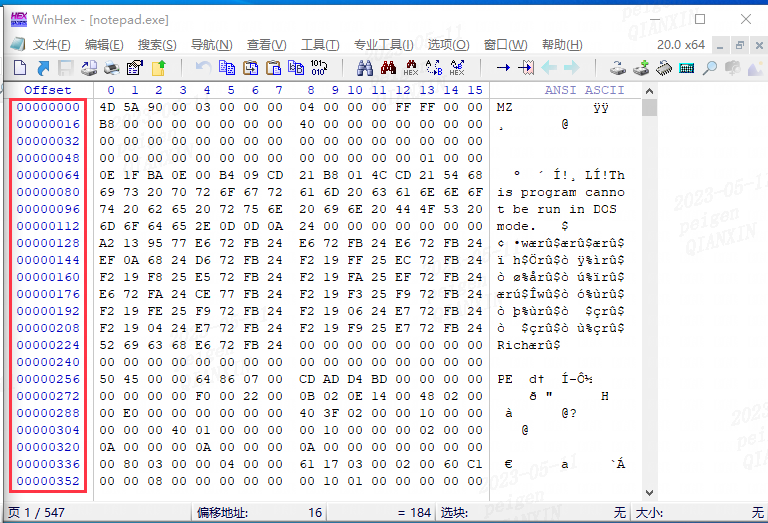 WinHex - [notepad.exe]
文件(F) 编辑(E) 搜索(S) 导航(N) 查看(V) 工具(T) 专业工具(I) 选项(O) 窗口(W) 帮助(H) 20.0 x64
Offset 0 1 2 3 4 5 6 7 8 9 10 11 12 13 14 15 ANSI ASCII
00000000 4D 5A 90 00 03 00 00 00 04 00 00 00 FF FF 00 00 MZ ÿÿ
00000016 B8 00 00 00 00 00 00 00 40 00 00 00 00 00 00 00 ¸ @
00000032 00 00 00 00 00 00 00 00 00 00 00 00 00 00 00 00
00000048 00 00 00 00 00 00 00 00 00 00 00 00 00 01 00 00
00000064 0E 1F BA 0E 00 B4 09 CD 21 B8 01 4C CD 21 54 68 º ´ Í!¸ LÍ!Th
00000080 69 73 20 70 72 6F 67 72 61 6D 20 63 61 6E 6E 6F is program canno
00000096 74 20 62 65 20 72 75 6E 20 69 6E 20 44 4F 53 20 t be run in DOS
00000112 6D 6F 64 65 2E 0D 0D 0A 24 00 00 00 00 00 00 00 mode. $
00000128 A2 13 95 77 E6 72 FB 24 E6 72 FB 24 E6 72 FB 24 ¢ •wærû$ærû$ærû$
00000144 EF 0A 68 24 D6 72 FB 24 F2 19 FF 25 EC 72 FB 24 ï h$Örû$ò ÿ%ìrû$
00000160 F2 19 F8 25 E5 72 FB 24 F2 19 FA 25 EF 72 FB 24 ò ø%årû$ò ú%ïrû$
00000176 E6 72 FA 24 CE 77 FB 24 F2 19 F3 25 F9 72 FB 24 ærú$Îwû$ò ó%ùrû$
00000192 F2 19 FE 25 F9 72 FB 24 F2 19 06 24 E7 72 FB 24 ò þ%ùrû$ò $çrû$
00000208 F2 19 04 24 E7 72 FB 24 F2 19 F9 25 E7 72 FB 24 ò $çrû$ò ù%çrû$
00000224 52 69 63 68 E6 72 FB 24 00 00 00 00 00 00 00 00 Richærû$
00000240 00 00 00 00 00 00 00 00 00 00 00 00 00 00 00 00
00000256 50 45 00 00 64 86 07 00 CD AD D4 BD 00 00 00 00 PE d† Í-Ô½
00000272 00 00 00 00 F0 00 22 00 0B 02 0E 14 00 48 02 00 ð " H
00000288 00 E0 00 00 00 00 00 00 40 3F 02 00 00 10 00 00 à @?
00000304 00 00 00 40 01 00 00 00 00 10 00 00 00 02 00 00 @
00000320 0A 00 00 00 0A 00 00 00 0A 00 00 00 00 00 00 00
00000336 00 80 03 00 00 04 00 00 61 17 03 00 02 00 60 C1 € a `Á
00000352 00 00 08 00 00 00 00 00 00 10 01 00 00 00 00 00
页 1 / 547 偏移地址: 16 = 184 选块: 无 大小: 无
2023-05-11
peigen
QIANXIN